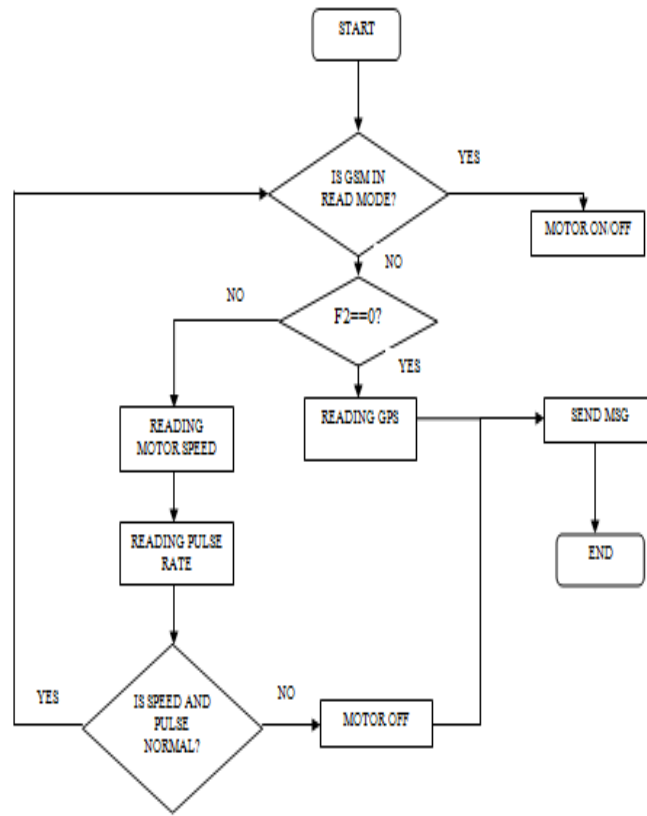 START
YES
IS GSM IN
READ MODE?
MOTOR ON/OFF
NO
NO
F2==0?
YES
READING
MOTOR SPEED
READING GPS
SEND MSG
READING PULSE
RATE
END
YES
IS SPEED AND
PULSE
NORMAL?
NO
MOTOR OFF